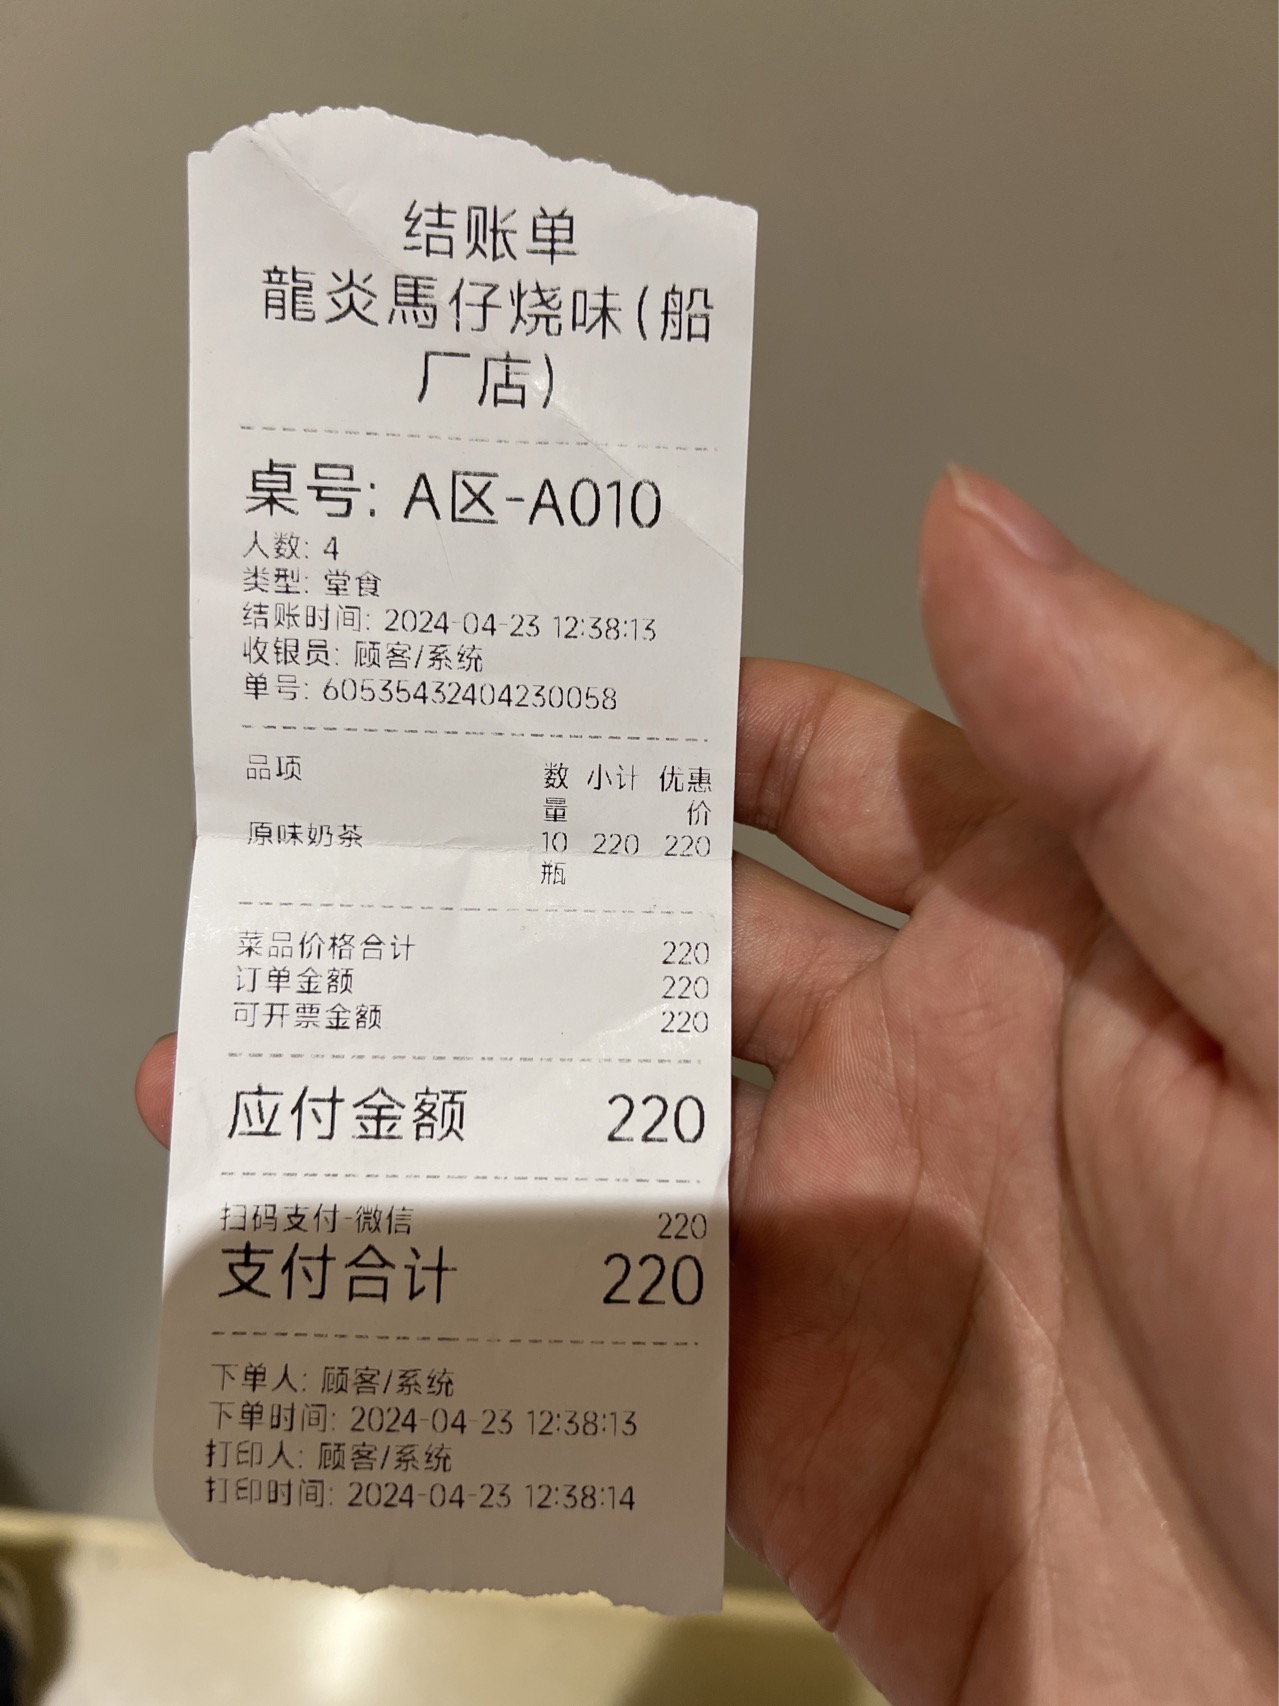 结账单
龍炎馬仔烧味(船
厂店)
桌号: A区-A010
人数: 4
类型: 堂食
结账时间: 2024-04-23 12:38:13
收银员: 顾客/系统
单号: 60535432404230058
品项 数 小计 优惠
量 价
原味奶茶 10 220 220
瓶
菜品价格合计 220
订单金额 220
可开票金额 220
应付金额 220
扫码支付-微信 220
支付合计 220
下单人: 顾客/系统
下单时间: 2024-04-23 12:38:13
打印人: 顾客/系统
打印时间: 2024-04-23 12:38:14